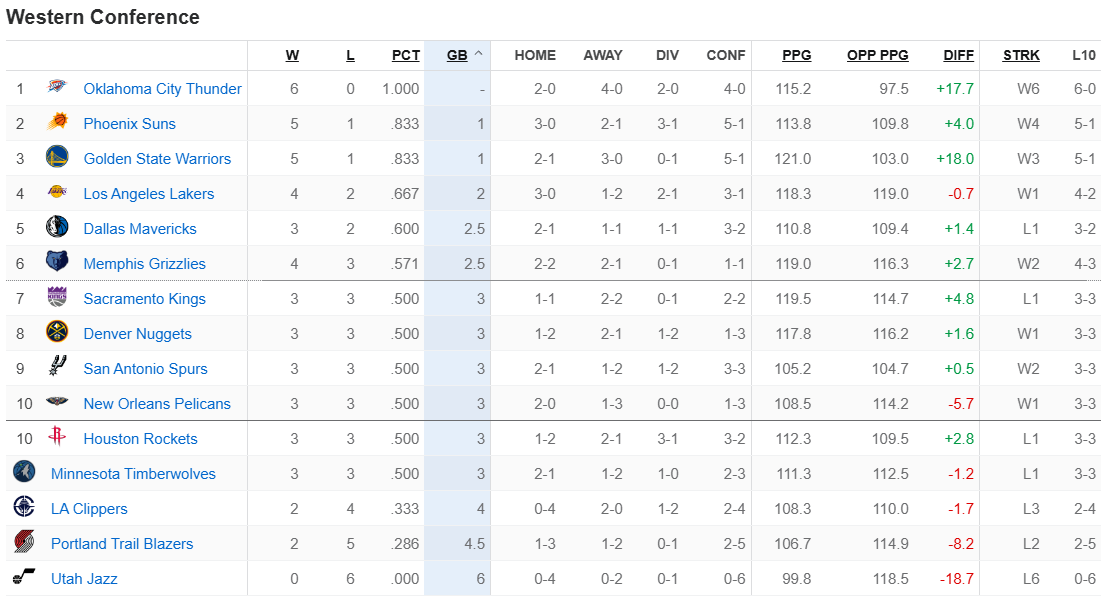 Western Conference
W L PCT GB ^ HOME AWAY DIV CONF PPG OPP PPG DIFF STRK L10
1 Oklahoma City Thunder 6 0 1.000 - 2-0 4-0 2-0 4-0 115.2 97.5 +17.7 W6 6-0
2 Phoenix Suns 5 1 .833 1 3-0 2-1 3-1 5-1 113.8 109.8 +4.0 W4 5-1
3 Golden State Warriors 5 1 .833 1 2-1 3-0 0-1 5-1 121.0 103.0 +18.0 W3 5-1
4 Los Angeles Lakers 4 2 .667 2 3-0 1-2 2-1 3-1 118.3 119.0 -0.7 W1 4-2
5 Dallas Mavericks 3 2 .600 2.5 2-1 1-1 1-1 3-2 110.8 109.4 +1.4 L1 3-2
6 Memphis Grizzlies 4 3 .571 2.5 2-2 2-1 0-1 1-1 119.0 116.3 +2.7 W2 4-3
7 Sacramento Kings 3 3 .500 3 1-1 2-2 0-1 2-2 119.5 114.7 +4.8 L1 3-3
8 Denver Nuggets 3 3 .500 3 1-2 2-1 1-2 1-3 117.8 116.2 +1.6 W1 3-3
9 San Antonio Spurs 3 3 .500 3 2-1 1-2 1-2 3-3 105.2 104.7 +0.5 W2 3-3
10 New Orleans Pelicans 3 3 .500 3 2-0 1-3 0-0 1-3 108.5 114.2 -5.7 W1 3-3
10 Houston Rockets 3 3 .500 3 1-2 2-1 3-1 3-2 112.3 109.5 +2.8 L1 3-3
Minnesota Timberwolves 3 3 .500 3 2-1 1-2 1-0 2-3 111.3 112.5 -1.2 L1 3-3
LA Clippers 2 4 .333 4 0-4 2-0 1-2 2-4 108.3 110.0 -1.7 L3 2-4
Portland Trail Blazers 2 5 .286 4.5 1-3 1-2 0-1 2-5 106.7 114.9 -8.2 L2 2-5
Utah Jazz 0 6 .000 6 0-4 0-2 0-1 0-6 99.8 118.5 -18.7 L6 0-6